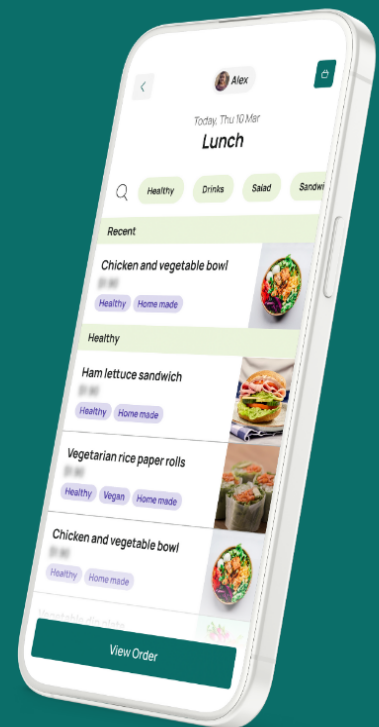 Alex
Today, Thu 10 Mar
Lunch
Healthy Drinks Salad Sandwi
Recent
Chicken and vegetable bowl
Healthy Home made
Healthy
Ham lettuce sandwich
Healthy Home made
Vegetarian rice paper rolls
Healthy Vegan Home made
Chicken and vegetable bowl
Healthy Home made
View Order